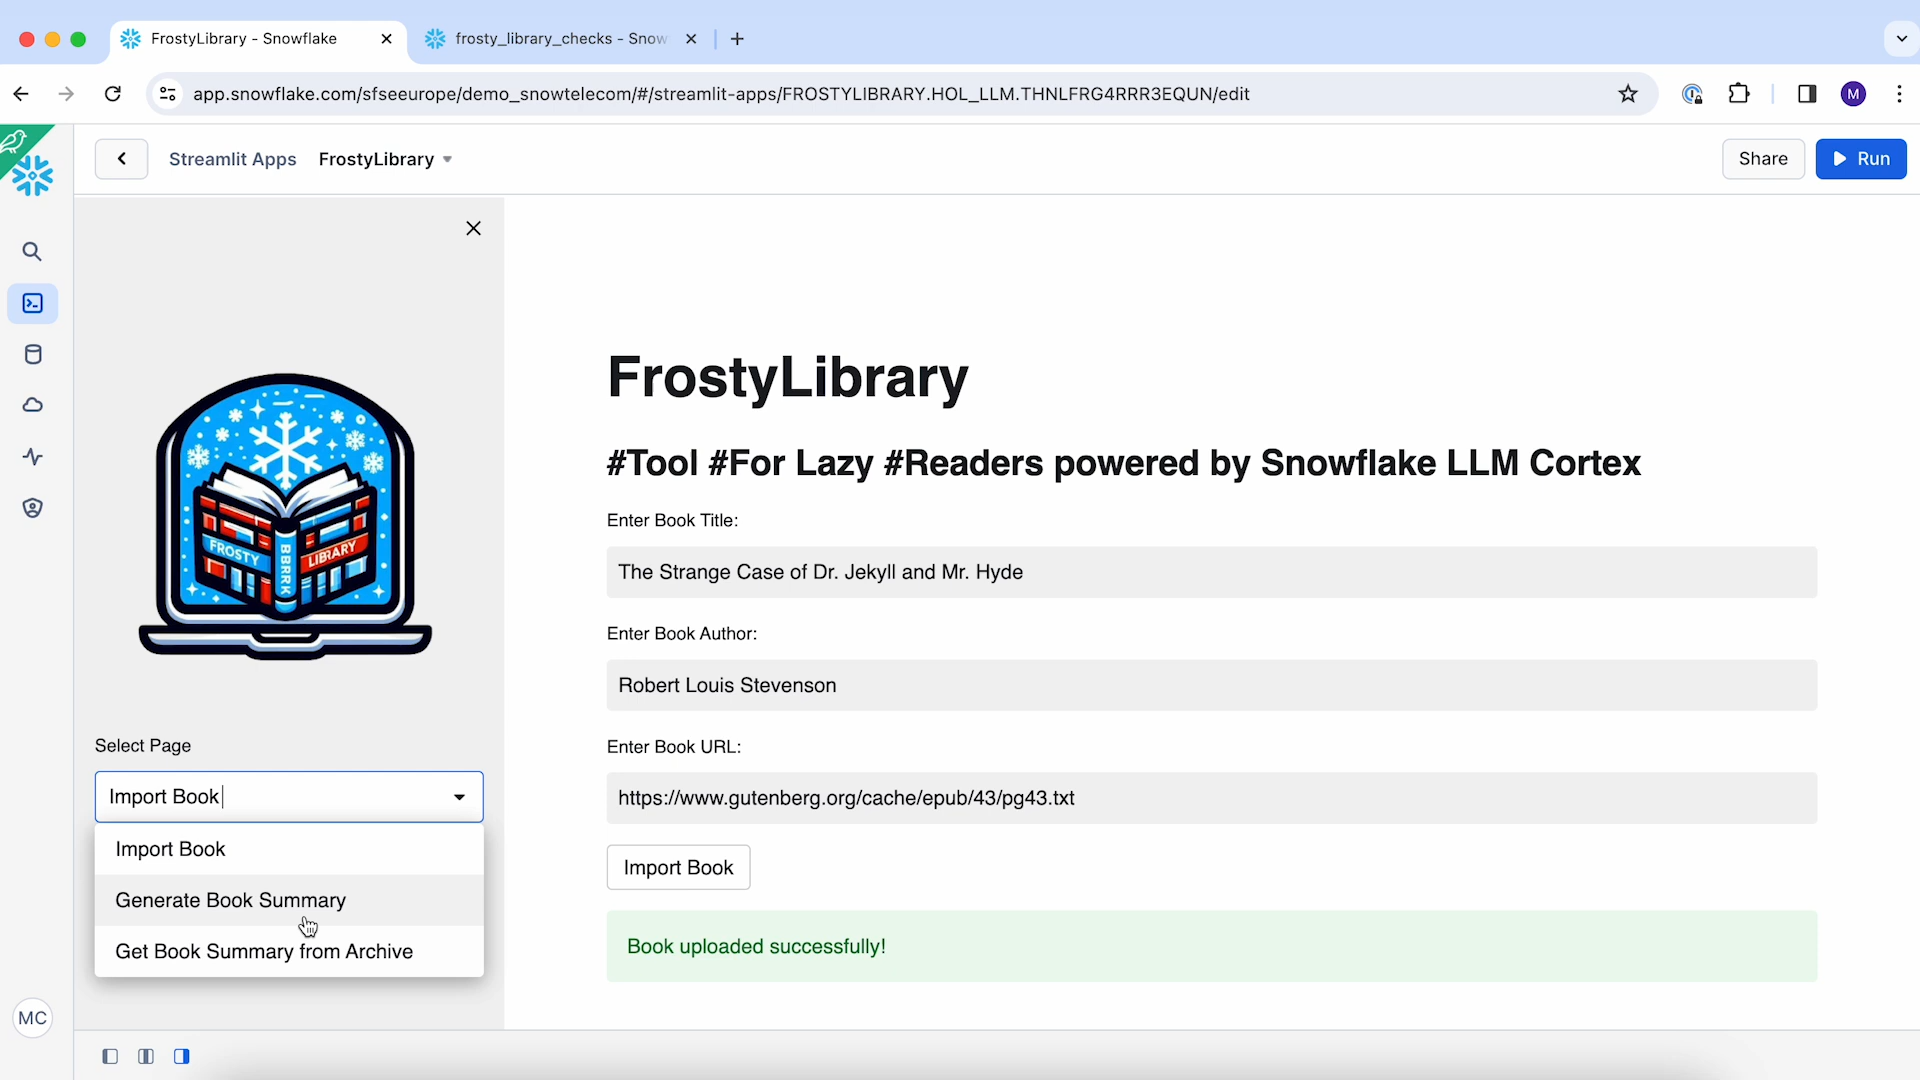 FrostyLibrary - Snowflake
frosty_library_checks - Snow
app.snowflake.com/sfseeurope/demo_snowtelecom/#/streamlit-apps/FROSTYLIBRARY.HOL_LLM.THNLFRG4RRR3EQUN/edit
M
Streamlit Apps
FrostyLibrary
Share
Run
FROSTY
BBRRK
LIBRARY
Select Page
Import Book
Import Book
Generate Book Summary
Get Book Summary from Archive
MC
FrostyLibrary
#Tool #For Lazy #Readers powered by Snowflake LLM Cortex
Enter Book Title:
The Strange Case of Dr. Jekyll and Mr. Hyde
Enter Book Author:
Robert Louis Stevenson
Enter Book URL:
https://www.gutenberg.org/cache/epub/43/pg43.txt
Import Book
Book uploaded successfully!